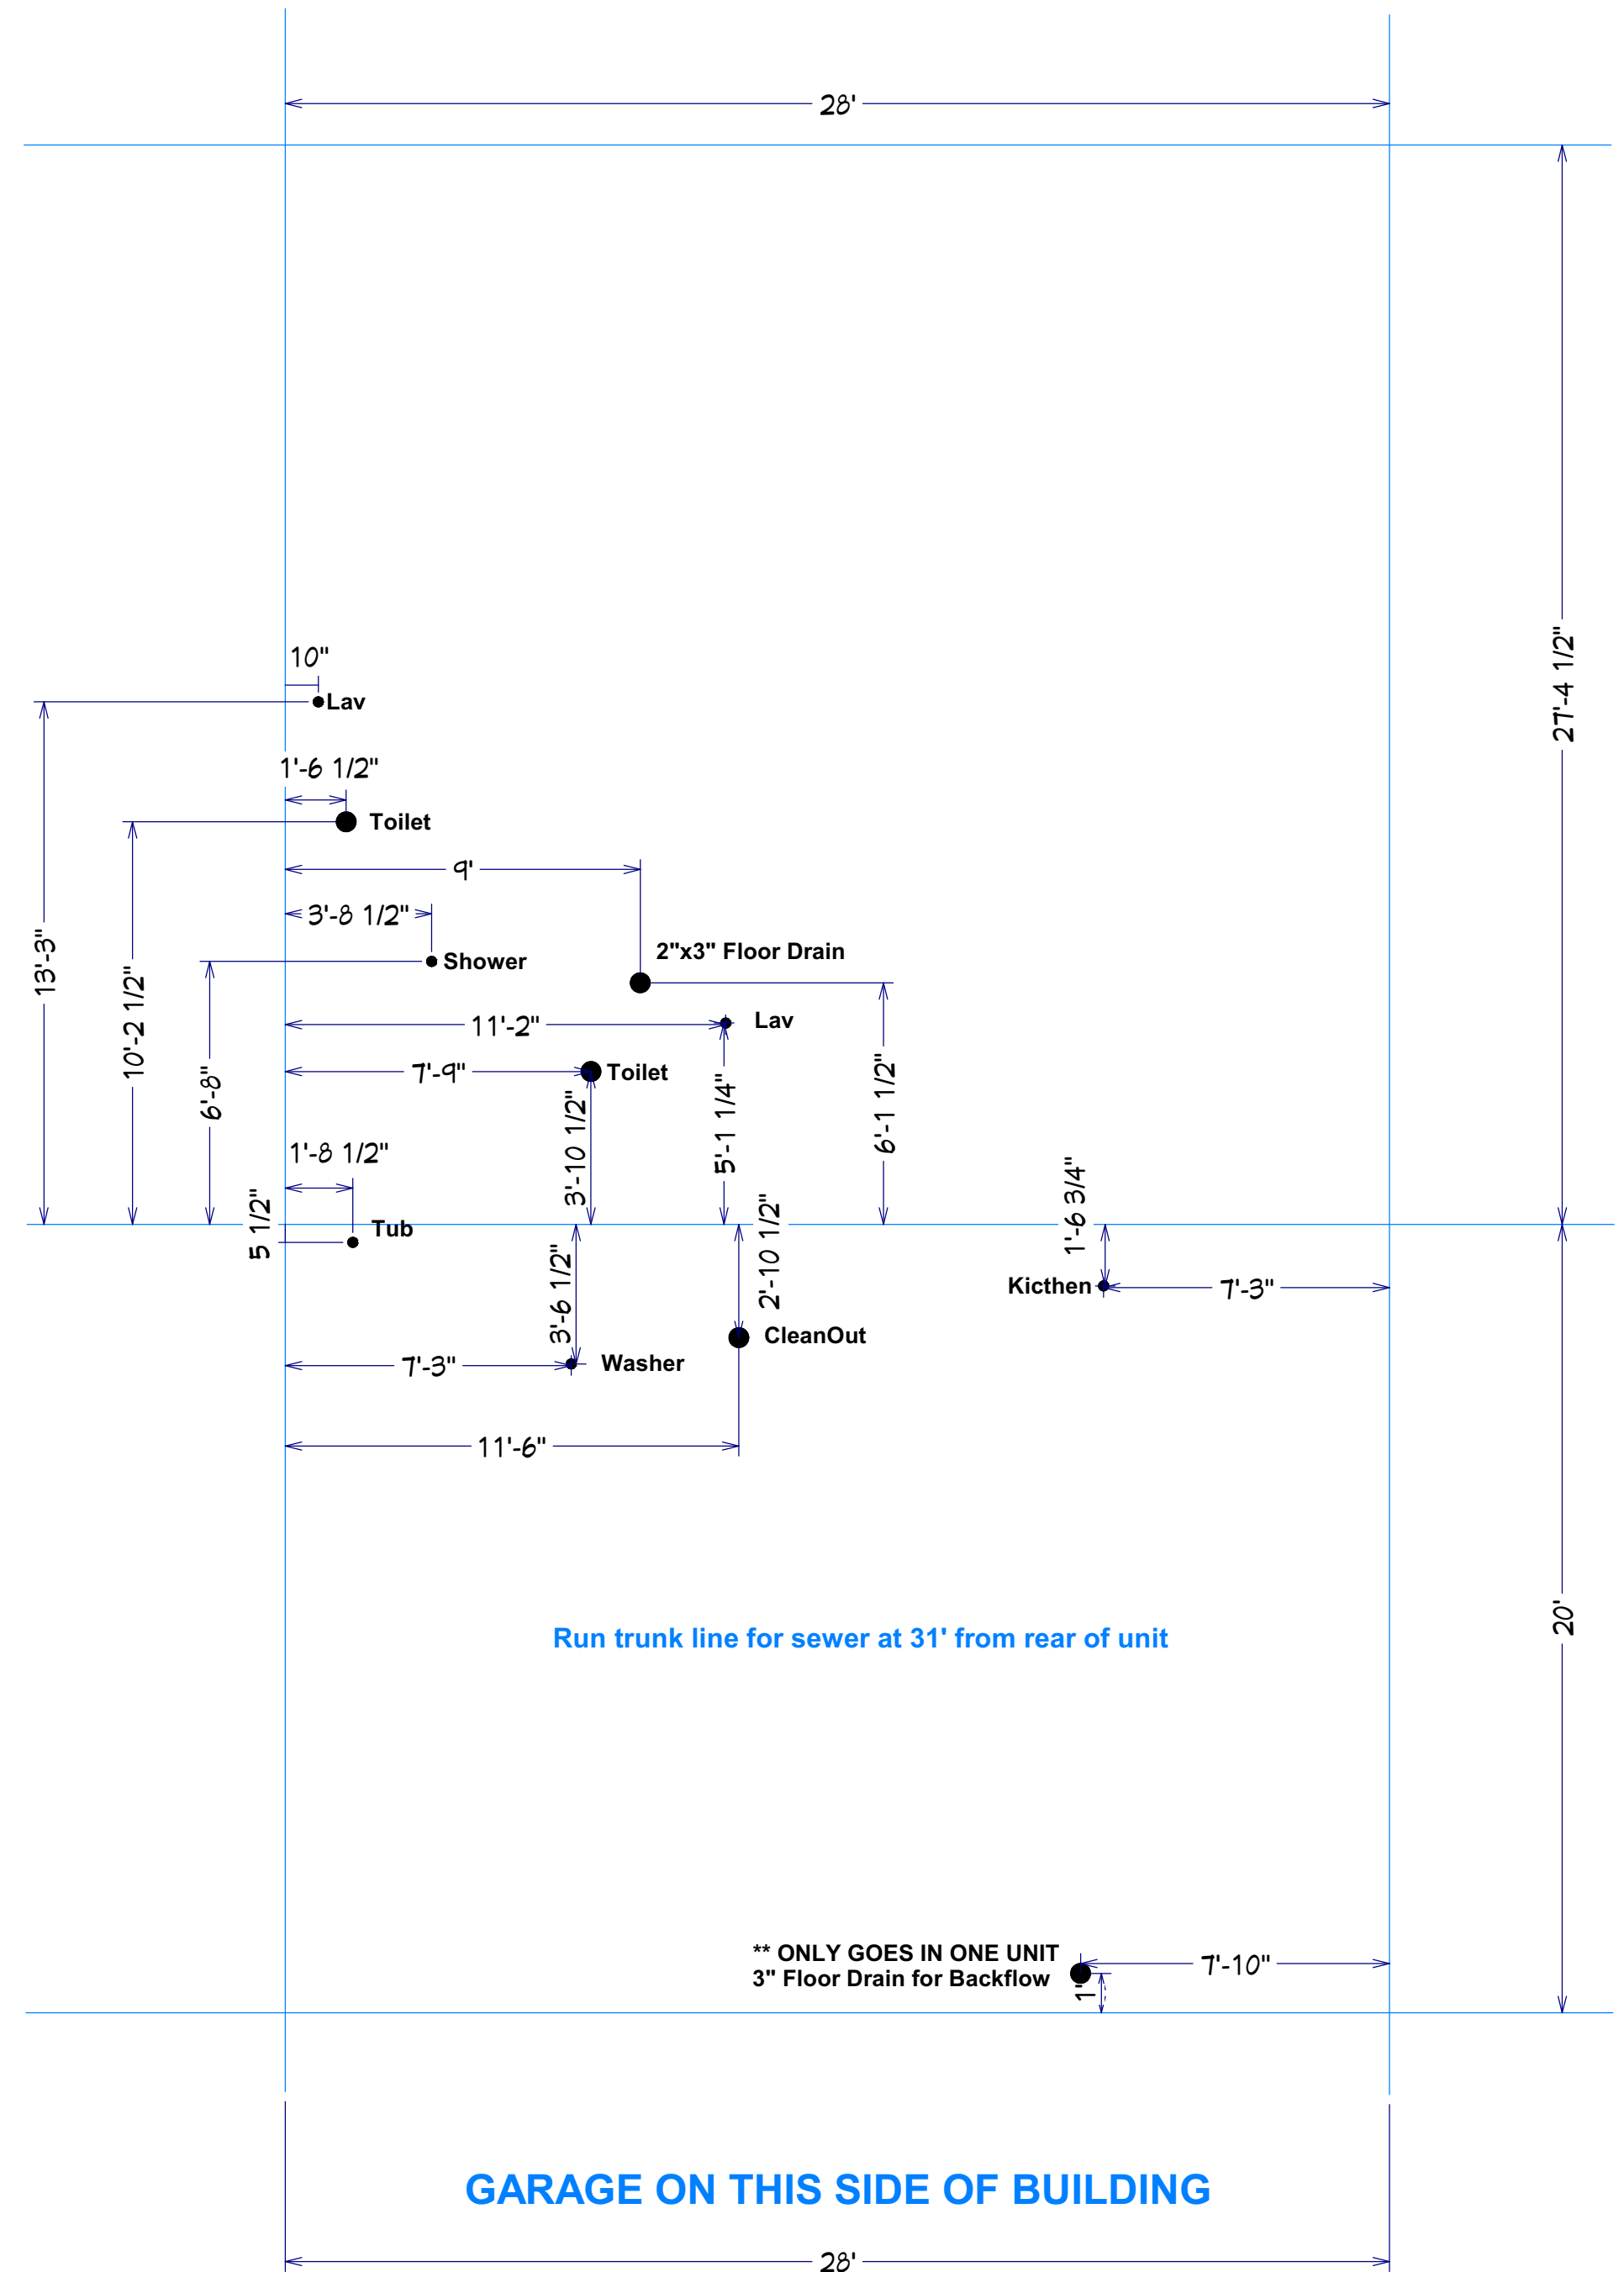 28'
27'-4 1/2"
10"
Lav
1'-6 1/2"
Toilet
9'
3'-8 1/2"
13'-3"
2"x3" Floor Drain
Shower
10'-2 1/2"
Lav
11'-2"
7'-9"
Toilet
6'-8"
6'-1 1/2"
5'-1 1/4"
3'-10 1/2"
1'-8 1/2"
5 1/2"
Tub
1'-6 3/4"
2'-10 1/2"
3'-6 1/2"
Kicthen
7'-3"
CleanOut
7'-3"
Washer
11'-6"
20'
Run trunk line for sewer at 31' from rear of unit
** ONLY GOES IN ONE UNIT
3" Floor Drain for Backflow
7'-10"
1'
GARAGE ON THIS SIDE OF BUILDING
28'